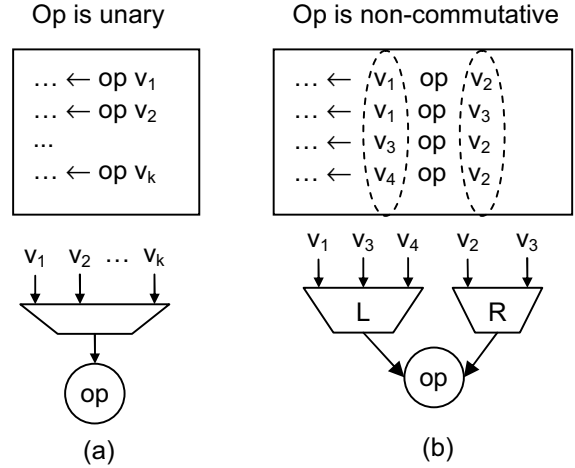 Op is unary
… ← op v₁
… ← op v₂
...
… ← op vₖ
v₁ v₂ … vₖ
op
(a)
Op is non-commutative
… ← v₁ op v₂
… ← v₁ op v₃
… ← v₃ op v₂
… ← v₄ op v₂
v₁ v₃ v₄ v₂ v₃
L R
op
(b)